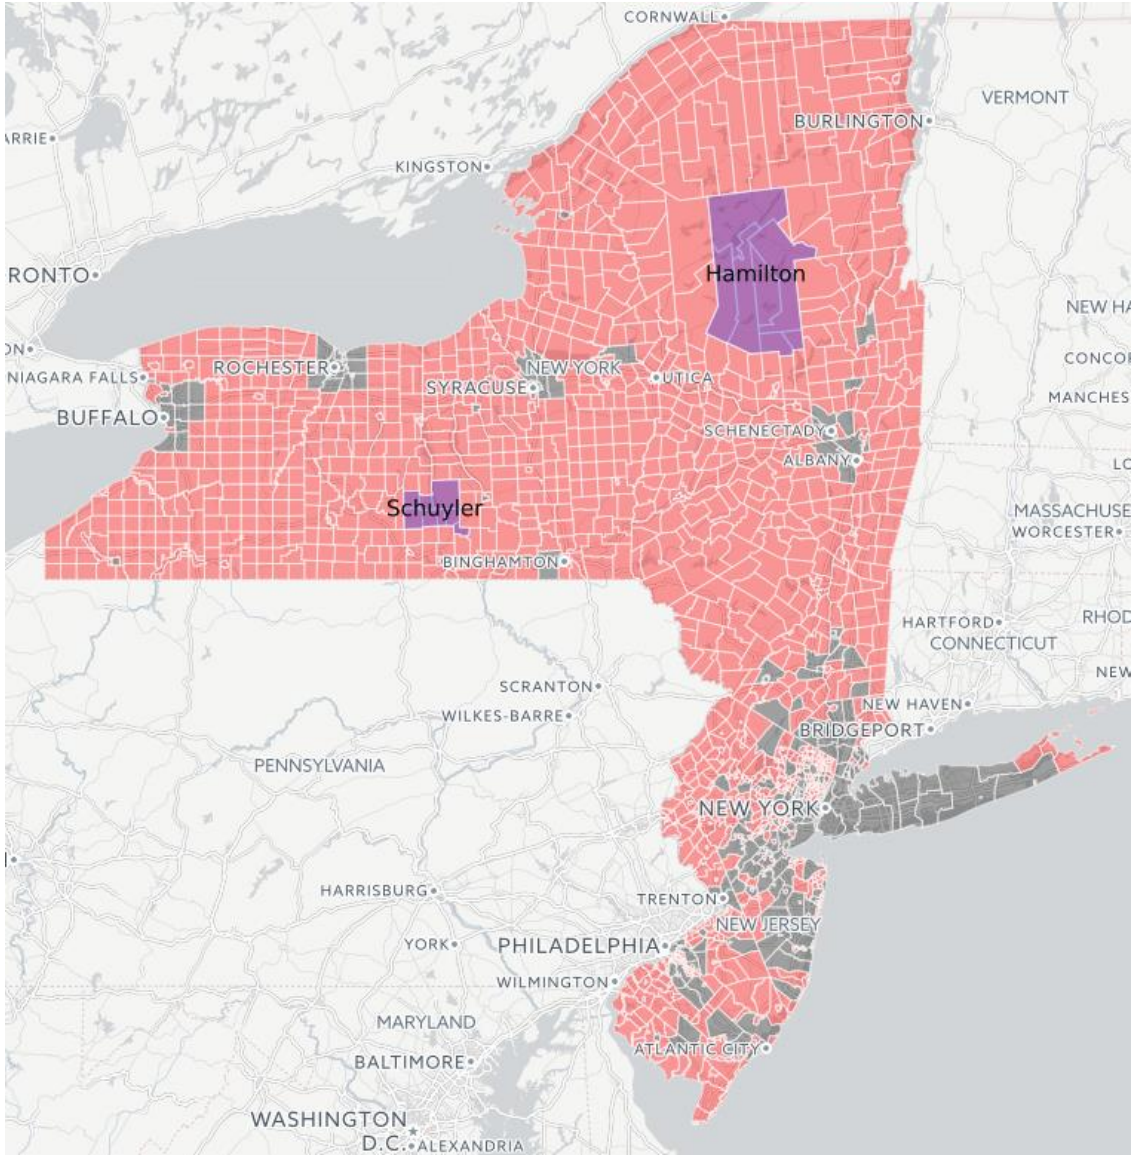 CORNWALL
VERMONT
BURLINGTON
ARRIE
KINGSTON
Hamilton
RONTO
NEW HA
ON
ROCHESTER
NEW YORK
CONCOR
NIAGARA FALLS
SYRACUSE
UTICA
MANCHES
BUFFALO
SCHENECTADY
ALBANY
LO
Schuyler
MASSACHUSE
WORCESTER
BINGHAMTON
HARTFORD
RHOD
CONNECTICUT
NEW
SCRANTON
NEW HAVEN
WILKES-BARRE
BRIDGEPORT
PENNSYLVANIA
NEW YORK
HARRISBURG
TRENTON
NEW JERSEY
YORK
PHILADELPHIA
WILMINGTON
MARYLAND
BALTIMORE
ATLANTIC CITY
WASHINGTON
D.C.
ALEXANDRIA